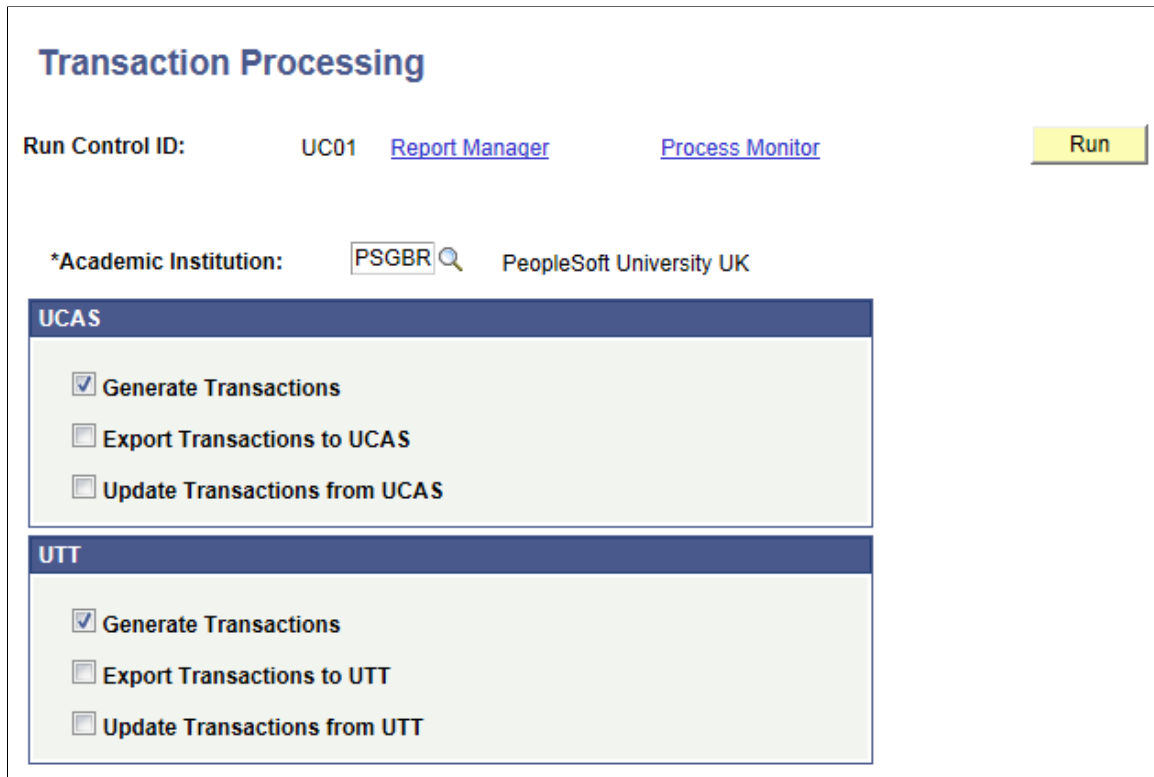 Transaction Processing
Run Control ID: UC01 Report Manager Process Monitor Run
*Academic Institution: PSGBR PeopleSoft University UK
UCAS
Generate Transactions
Export Transactions to UCAS
Update Transactions from UCAS
UTT
Generate Transactions
Export Transactions to UTT
Update Transactions from UTT